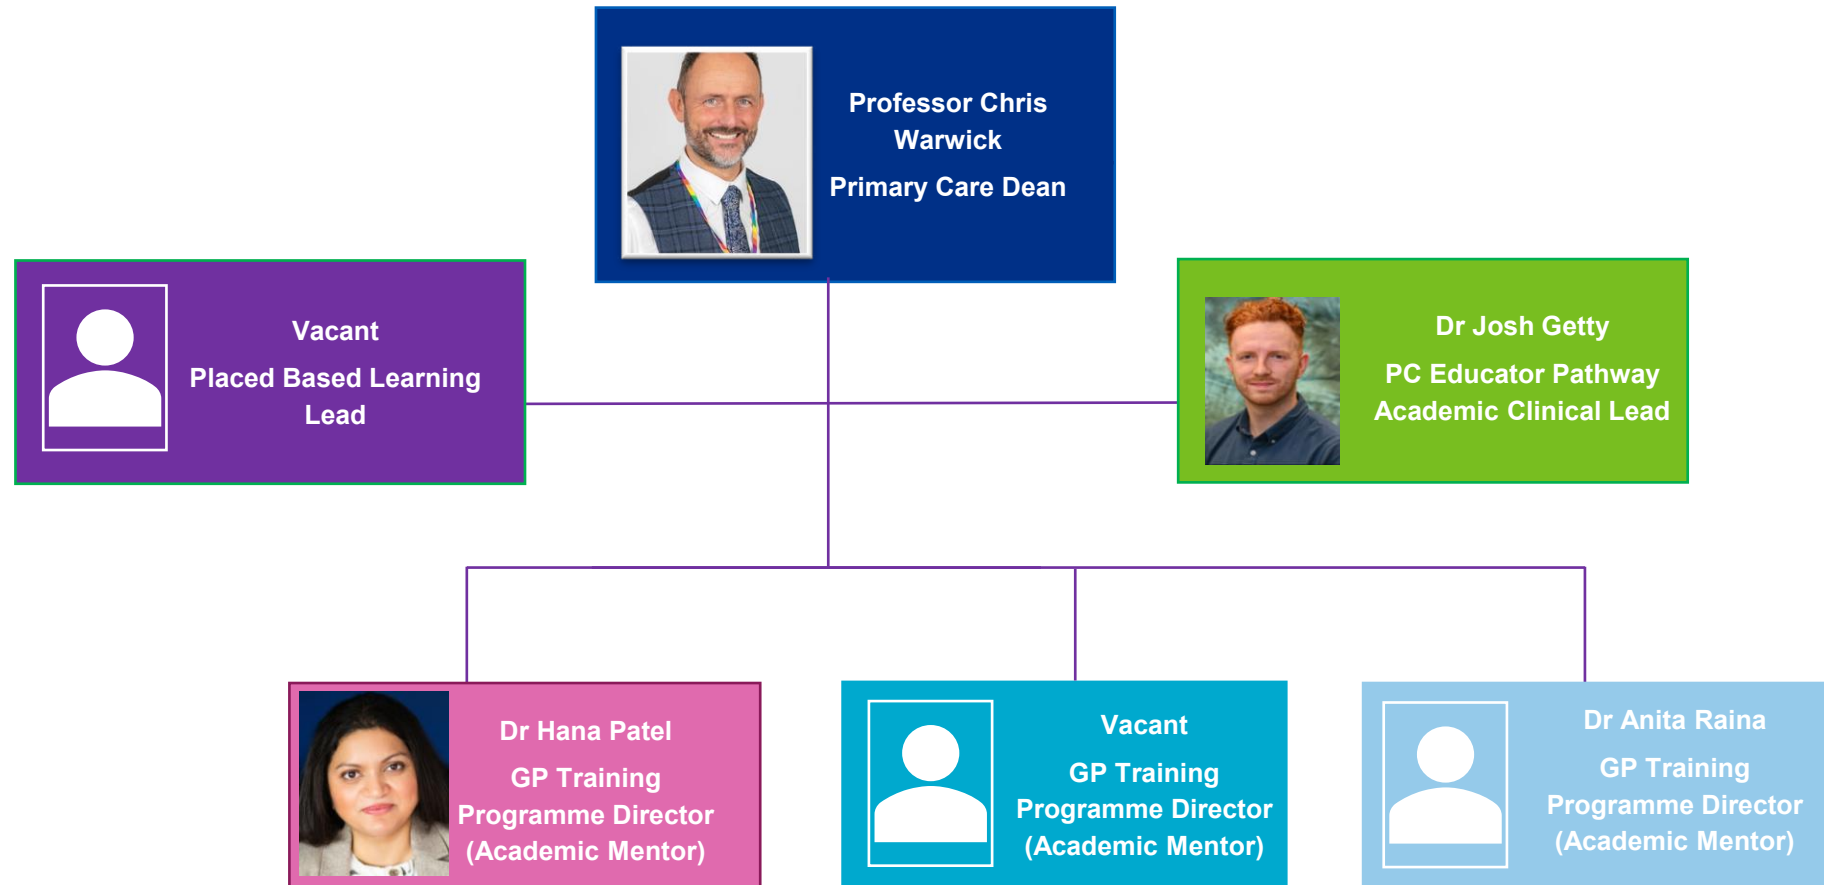 Professor Chris
Warwick
Primary Care Dean
Vacant
Placed Based Learning
Lead
Dr Josh Getty
PC Educator Pathway
Academic Clinical Lead
Dr Hana Patel
GP Training
Programme Director
(Academic Mentor)
Vacant
GP Training
Programme Director
(Academic Mentor)
Dr Anita Raina
GP Training
Programme Director
(Academic Mentor)